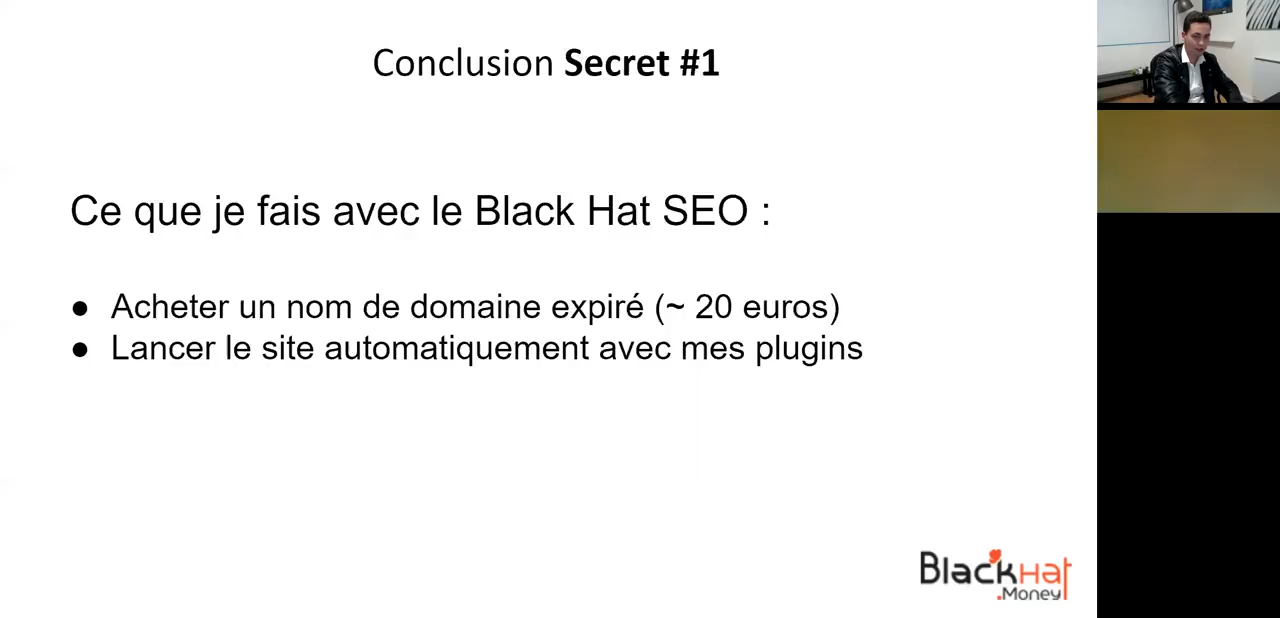 Conclusion Secret #1
Ce que je fais avec le Black Hat SEO :
● Acheter un nom de domaine expiré (~ 20 euros)
● Lancer le site automatiquement avec mes plugins
BlackHat
.Money